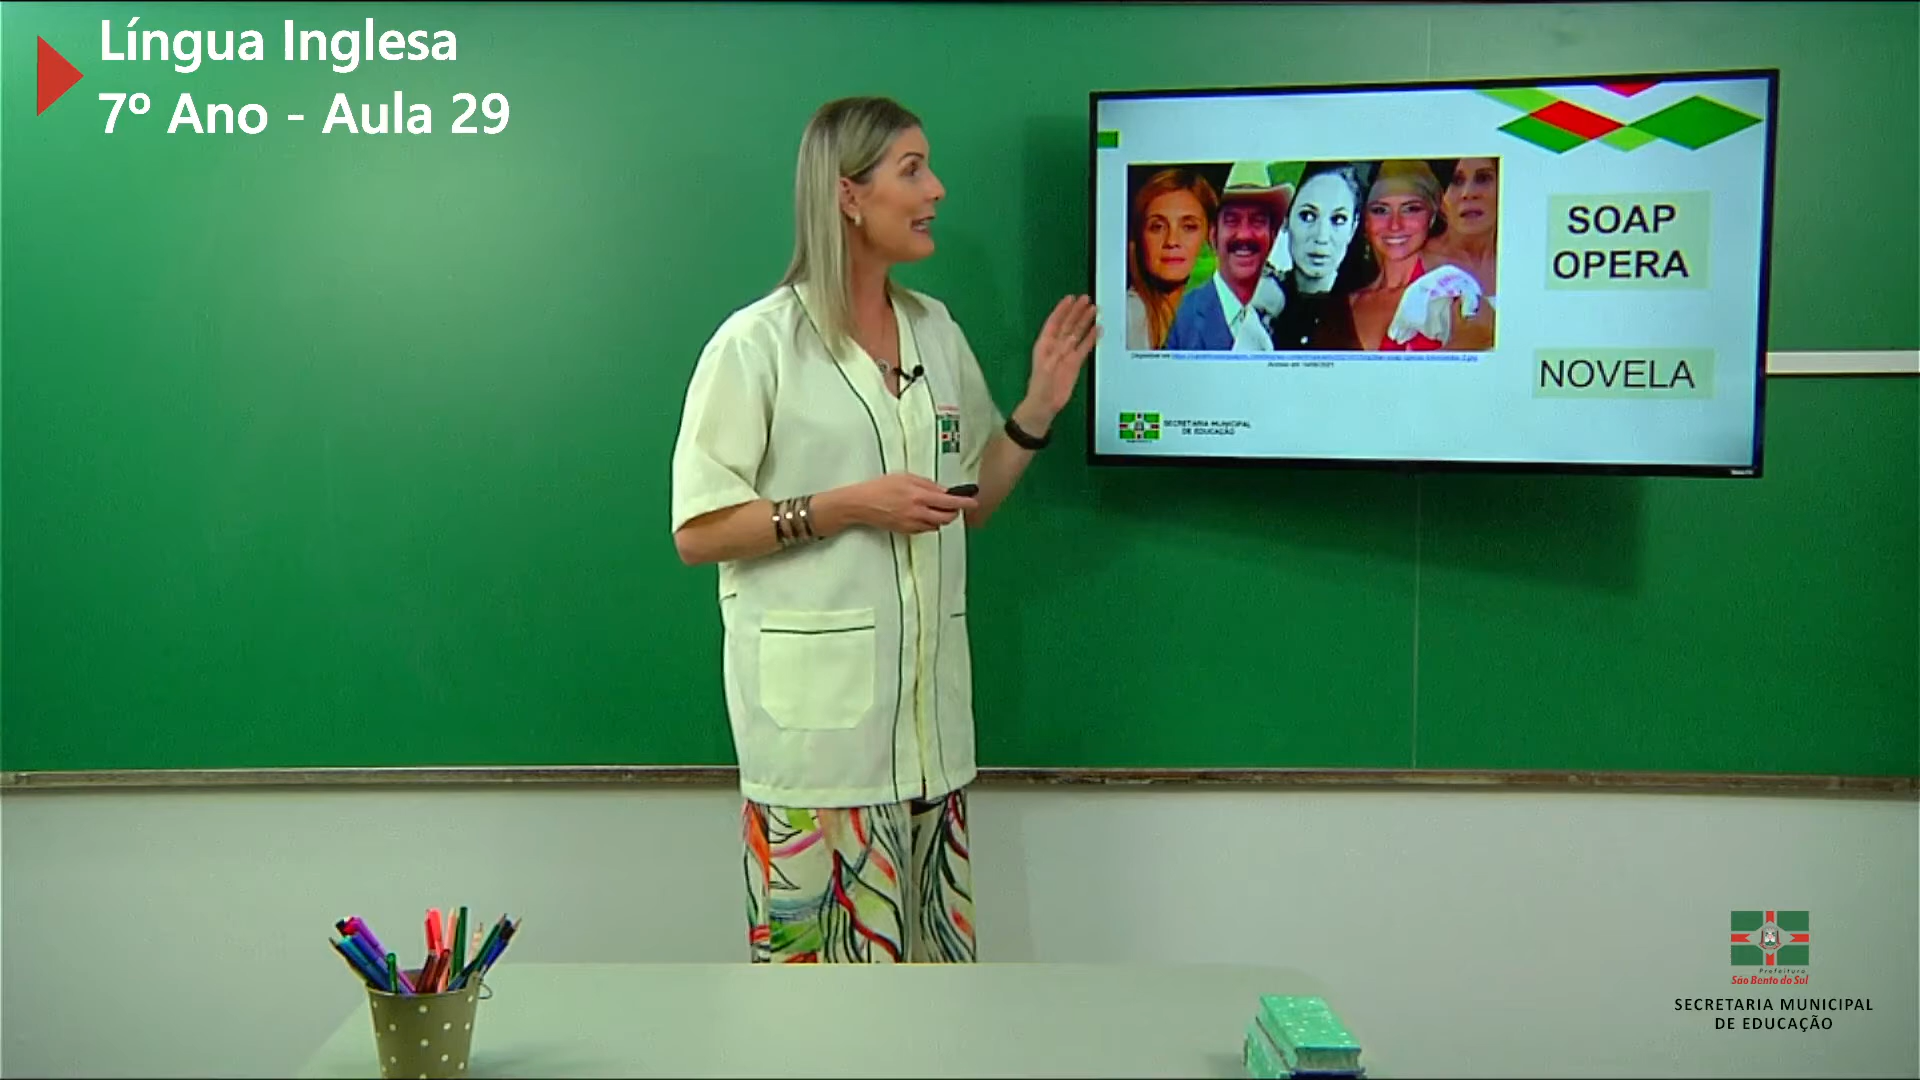 Língua Inglesa
7º Ano - Aula 29
SOAP
OPERA
NOVELA
SECRETARIA MUNICIPAL
DE EDUCAÇÃO
Prefeitura
São Bento do Sul
SECRETARIA MUNICIPAL
DE EDUCAÇÃO